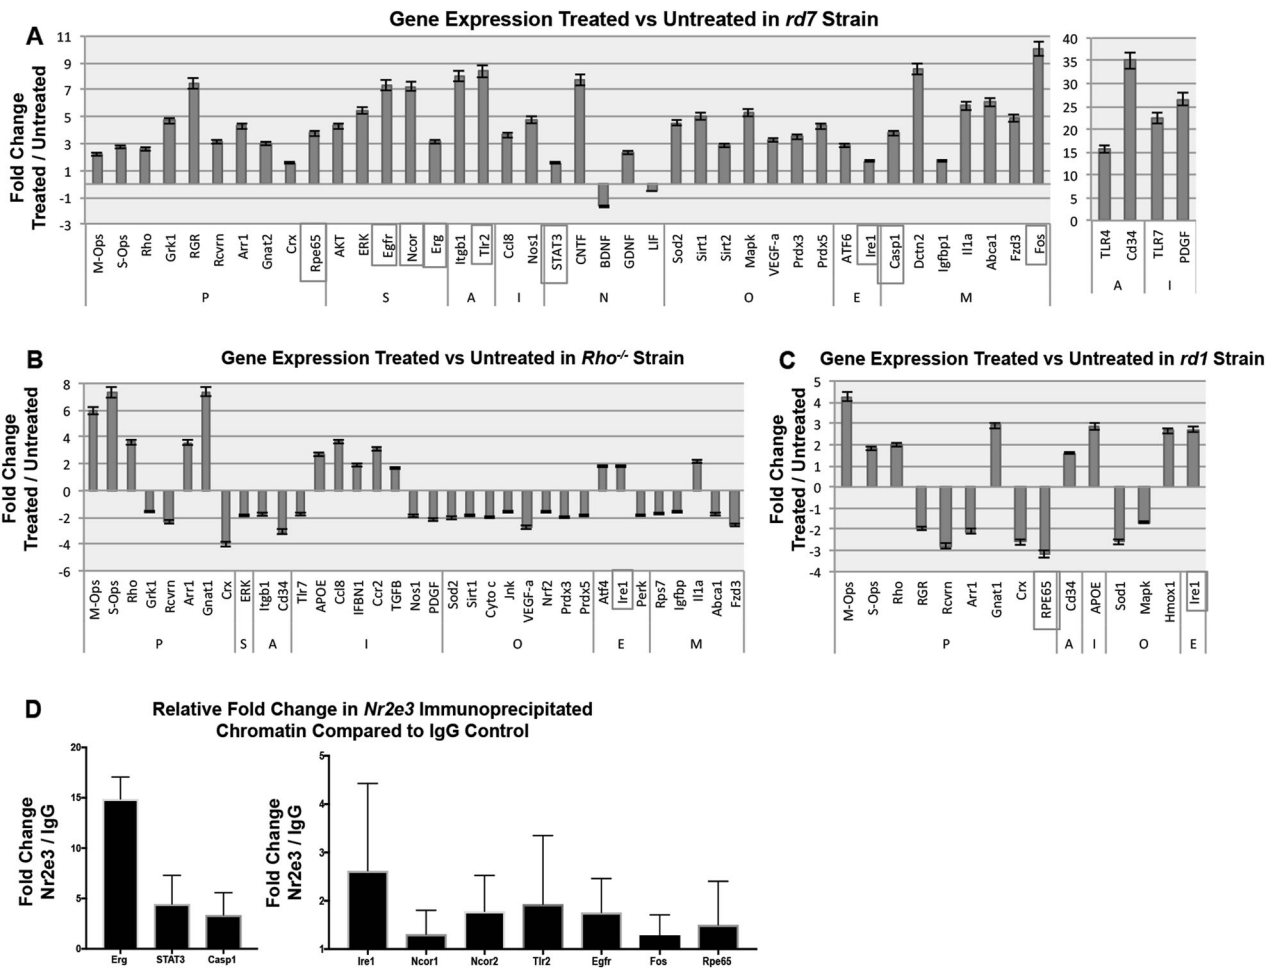 A
Gene Expression Treated vs Untreated in rd7 Strain
Fold Change
Treated / Untreated
11
9
7
5
3
1
-1
-3
M-Ops S-Ops Rho Grk1 RGR Rcvrn Arr1 Gnat2 Crx Rpe65 AKT ERK Egfr Ncor Erg Itgb1 Tlr2 Ccl8 Nos1 STAT3 CNTF BDNF GDNF LIF Sod2 Sirt1 Sirt2 Mapk VEGF-a Prdx3 Prdx5 ATF6 Ire1 Casp1 Dctn2 Igfbp1 Il1a Abca1 Fzd3 Fos
P S A I N O E M
40
35
30
25
20
15
10
5
0
TLR4 Cd34 TLR7 PDGF
A I
B
Gene Expression Treated vs Untreated in Rho-/- Strain
Fold Change
Treated / Untreated
8
6
4
2
0
-2
-4
-6
M-Ops S-Ops Rho Grk1 Rcvrn Arr1 Gnat1 Crx ERK Itgb1 Cd34 Tlr7 APOE Ccl8 IFBN1 Ccr2 TGFB Nos1 PDGF Sod2 Sirt1 Cyto c Jnk VEGF-a Nrf2 Prdx3 Prdx5 Atf4 Ire1 Perk Rps7 Igfbp Il1a Abca1 Fzd3
P S A I O E M
C
Gene Expression Treated vs Untreated in rd1 Strain
Fold Change
Treated / Untreated
5
4
3
2
1
0
-1
-2
-3
-4
M-Ops S-Ops Rho RGR Rcvrn Arr1 Gnat1 Crx RPE65 Cd34 APOE Sod1 Mapk Hmox1 Ire1
P A I O E
D
Relative Fold Change in Nr2e3 Immunoprecipitated
Chromatin Compared to IgG Control
Fold Change
Nr2e3 / IgG
20
15
10
5
0
Erg STAT3 Casp1
Fold Change
Nr2e3 / IgG
5
4
3
2
1
Ire1 Ncor1 Ncor2 Tlr2 Egfr Fos Rpe65